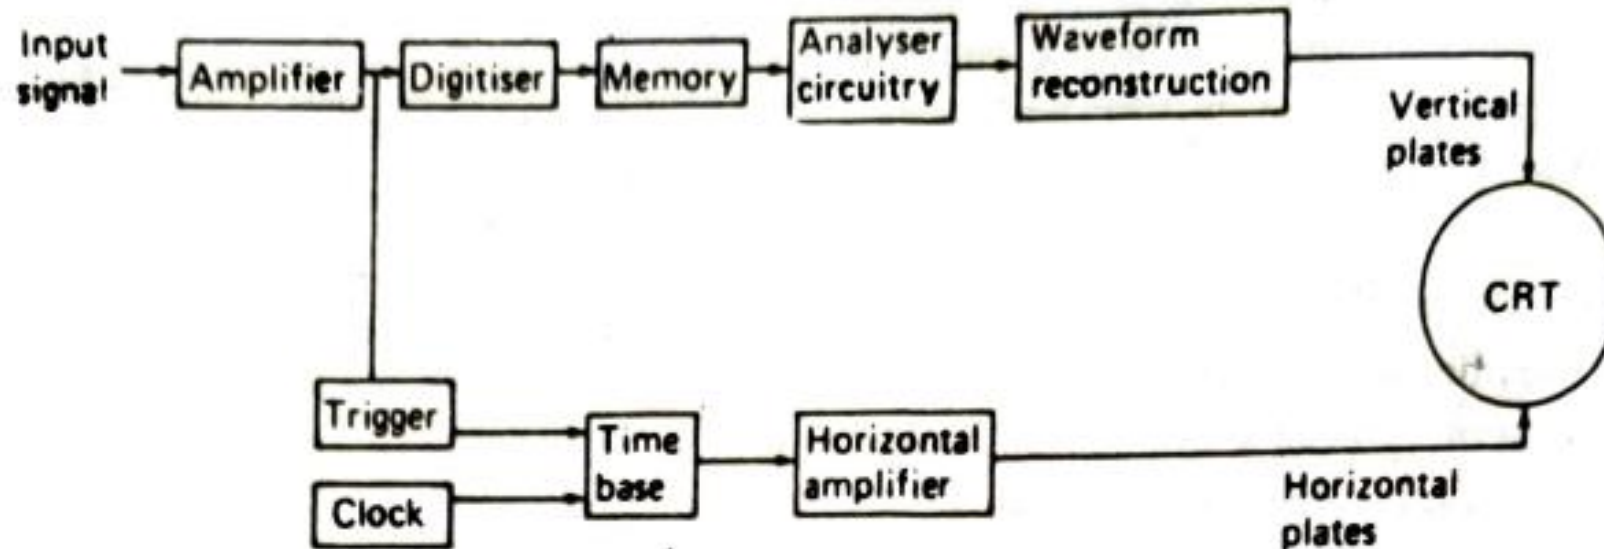 Input
signal
Amplifier
Digitiser
Memory
Analyser
circuitry
Waveform
reconstruction
Vertical
plates
CRT
Trigger
Clock
Time
base
Horizontal
amplifier
Horizontal
plates